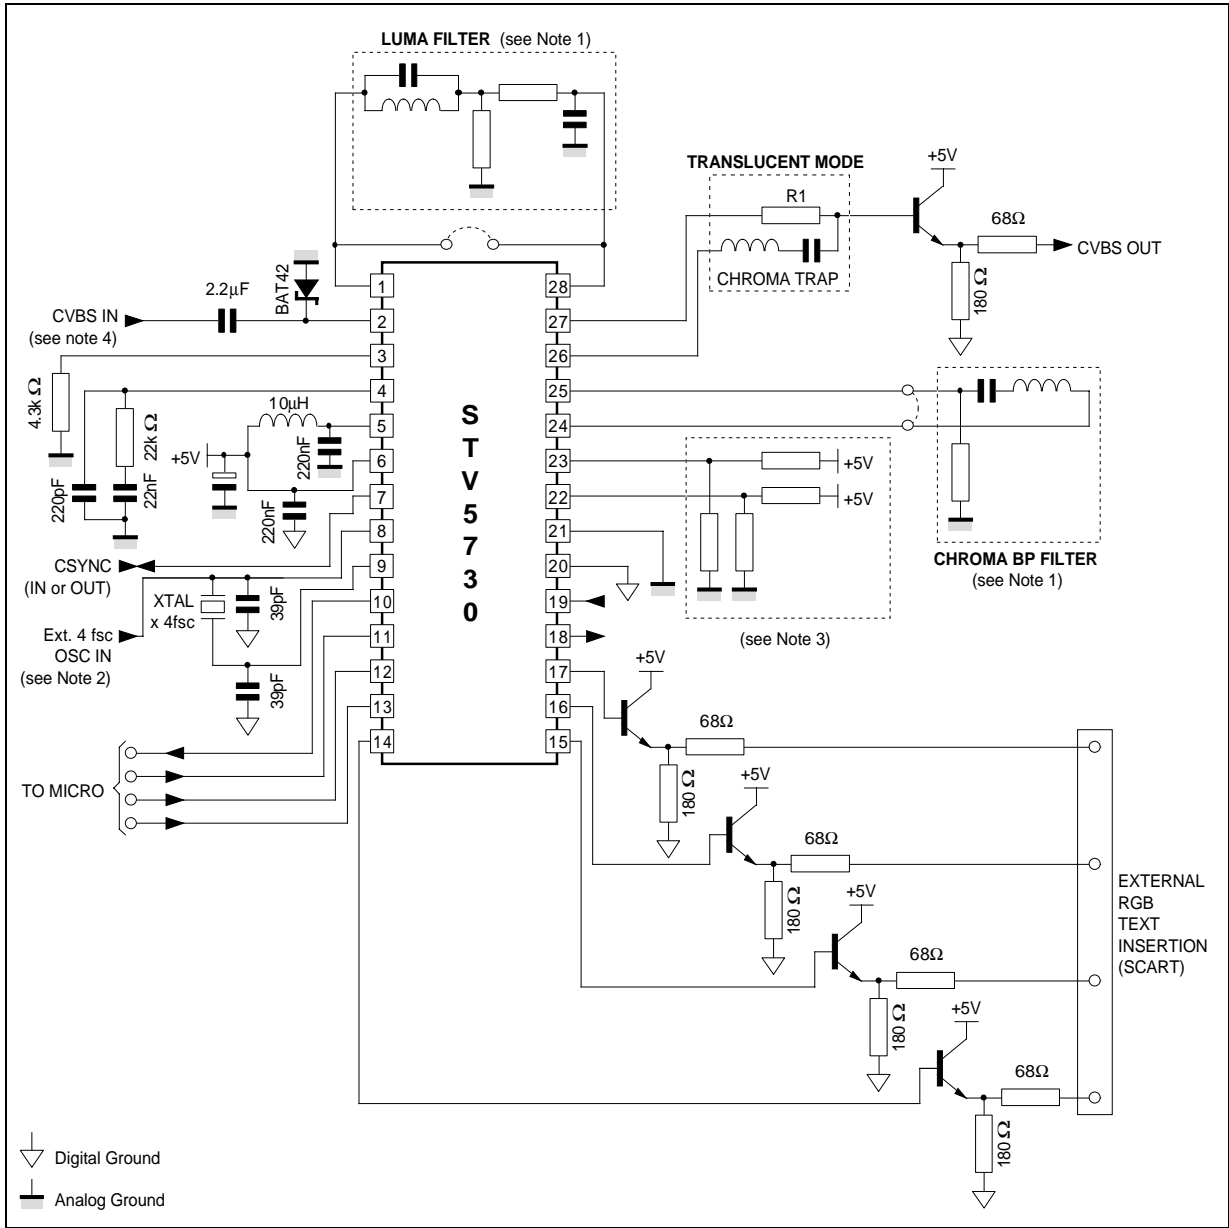 LUMA FILTER (see Note 1)
TRANSLUCENT MODE
R1
CHROMA TRAP
+5V
68Ω
CVBS OUT
180 Ω
BAT42
2.2µF
CVBS IN
(see note 4)
1
2
3
4
5
6
7
8
9
10
11
12
13
14
28
27
26
25
24
23
22
21
20
19
18
17
16
15
STV5730
4.3k Ω
220pF
22k Ω
22nF
10µH
+5V
220nF
220nF
CSYNC
(IN or OUT)
XTAL
x 4fsc
39pF
Ext. 4 fsc
OSC IN
(see Note 2)
39pF
TO MICRO
+5V
+5V
(see Note 3)
CHROMA BP FILTER
(see Note 1)
+5V
68Ω
180 Ω
+5V
68Ω
180 Ω
+5V
68Ω
180 Ω
+5V
68Ω
180 Ω
EXTERNAL
RGB
TEXT
INSERTION
(SCART)
Digital Ground
Analog Ground